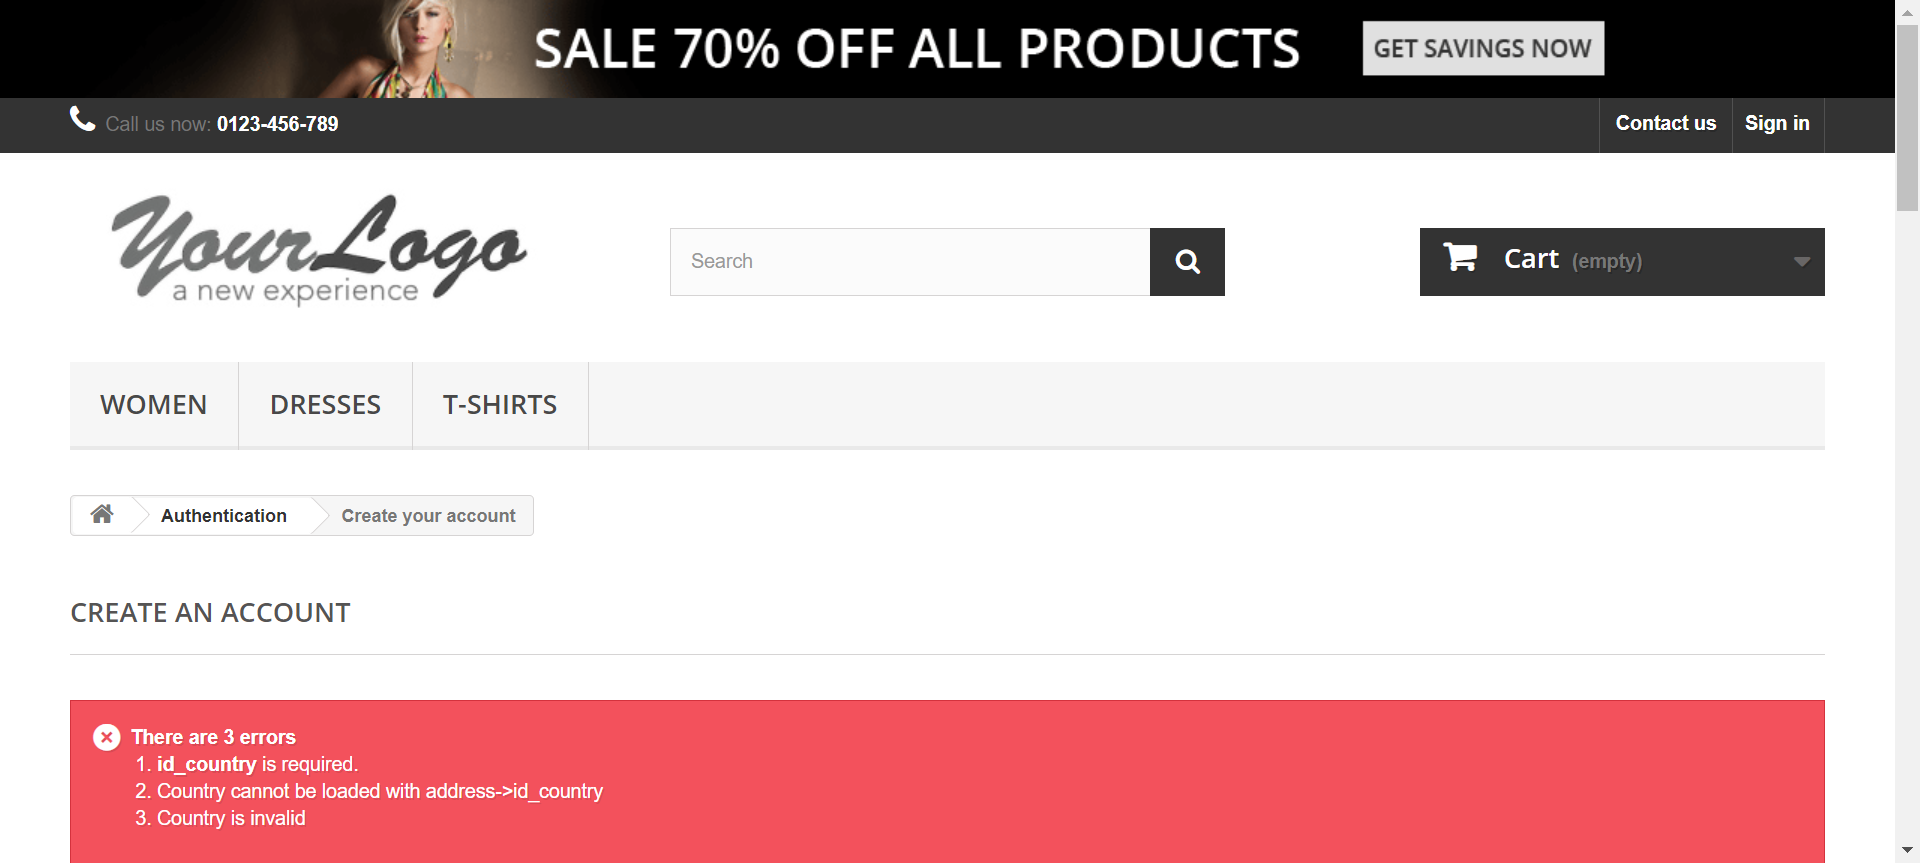 SALE 70% OFF ALL PRODUCTS
GET SAVINGS NOW
Call us now: 0123-456-789
Contact us
Sign in
Your Logo
a new experience
Search
Cart (empty)
WOMEN
DRESSES
T-SHIRTS
Authentication
Create your account
CREATE AN ACCOUNT
There are 3 errors
1. id_country is required.
2. Country cannot be loaded with address->id_country
3. Country is invalid